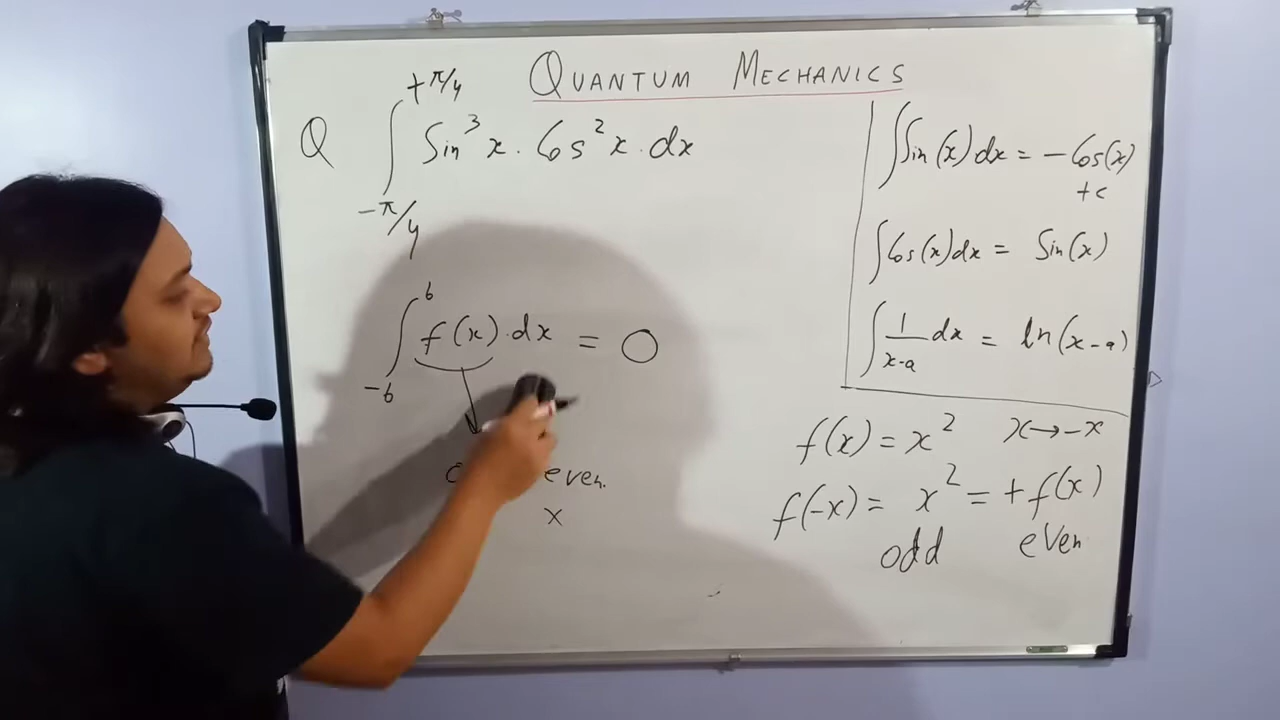 QUANTUM MECHANICS
Q ∫_{-π/4}^{+π/4} Sin³x · Cos²x · dx
∫_{-b}^{b} f(x) · dx = 0
even.
x
∫Sin(x)dx = -Cos(x)
+c
∫Cos(x)dx = Sin(x)
∫ 1/(x-a) dx = ln(x-a)
f(x) = x² x→-x
f(-x) = x² = +f(x)
odd even